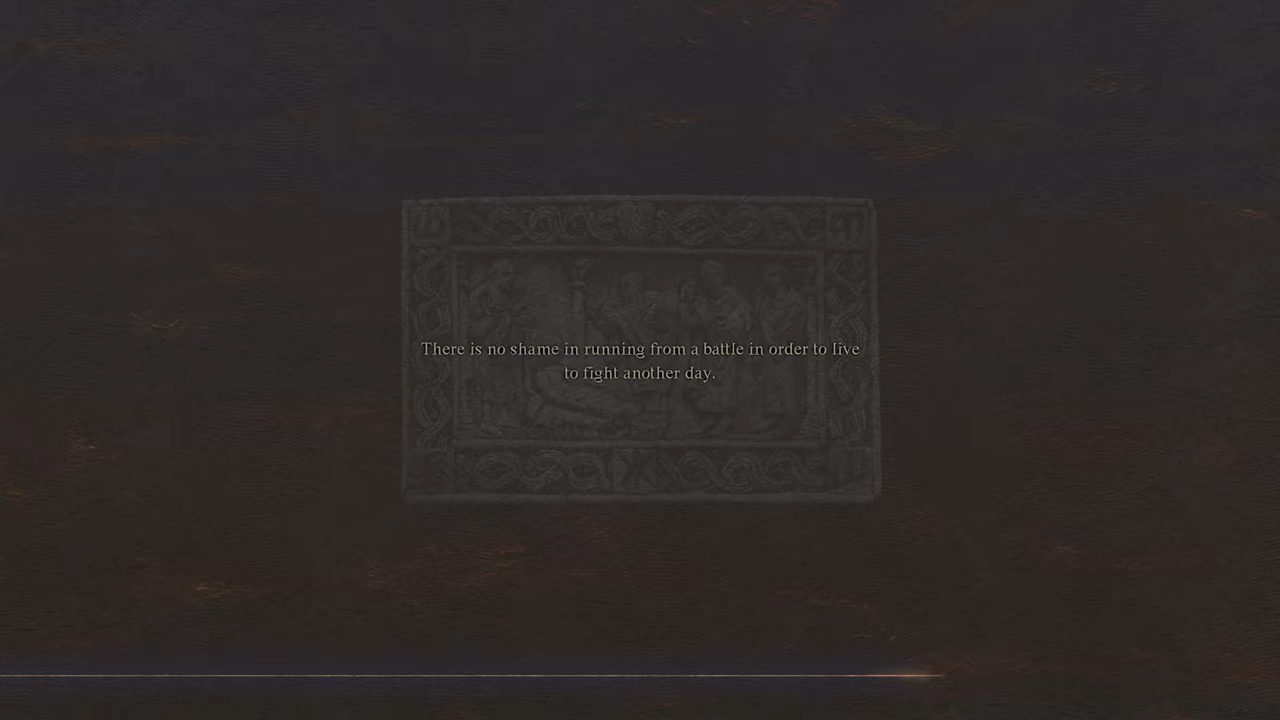 There is no shame in running from a battle in order to live
to fight another day.